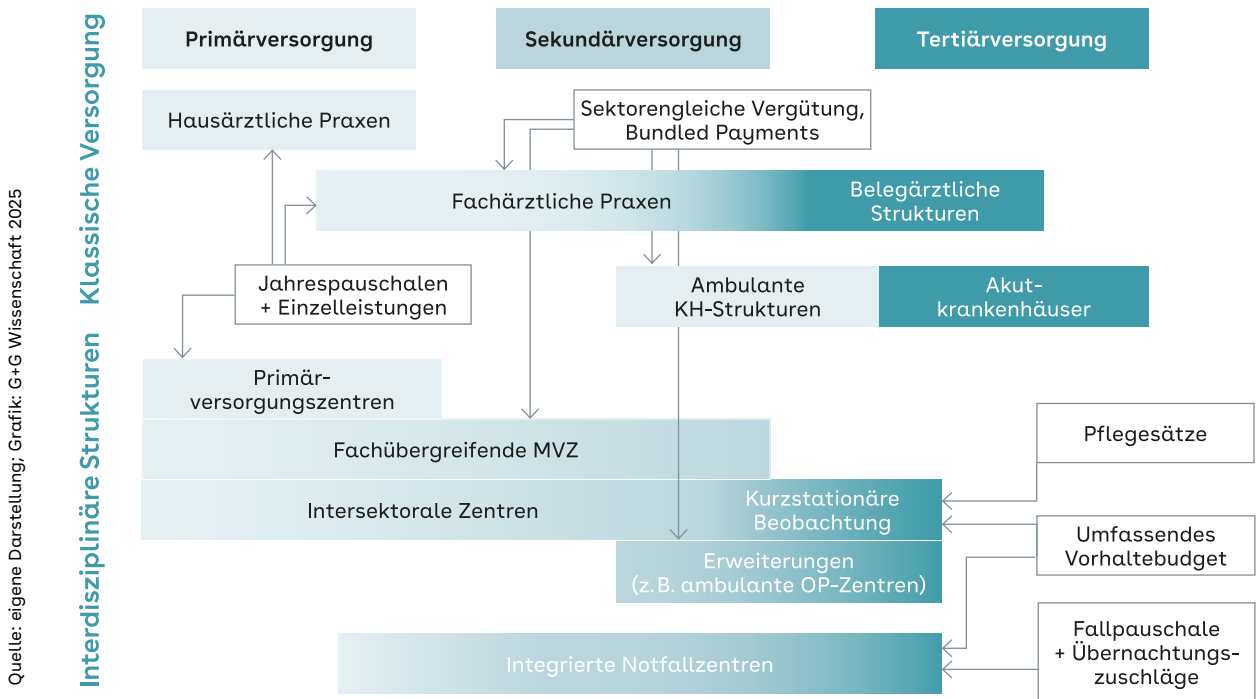 Primärversorgung
Sekundärversorgung
Tertiärversorgung
Klassische Versorgung
Hausärztliche Praxen
Sektorengleiche Vergütung,
Bundled Payments
Fachärztliche Praxen
Belegärztliche
Strukturen
Jahrespauschalen
+ Einzelleistungen
Ambulante
KH-Strukturen
Akut-
krankenhäuser
Interdisziplinäre Strukturen
Primär-
versorgungszentren
Fachübergreifende MVZ
Pflegesätze
Intersektorale Zentren
Kurzstationäre
Beobachtung
Umfassendes
Vorhaltebudget
Erweiterungen
(z. B. ambulante OP-Zentren)
Integrierte Notfallzentren
Fallpauschale
+ Übernachtungs-
zuschläge
Quelle: eigene Darstellung; Grafik: G+G Wissenschaft 2025